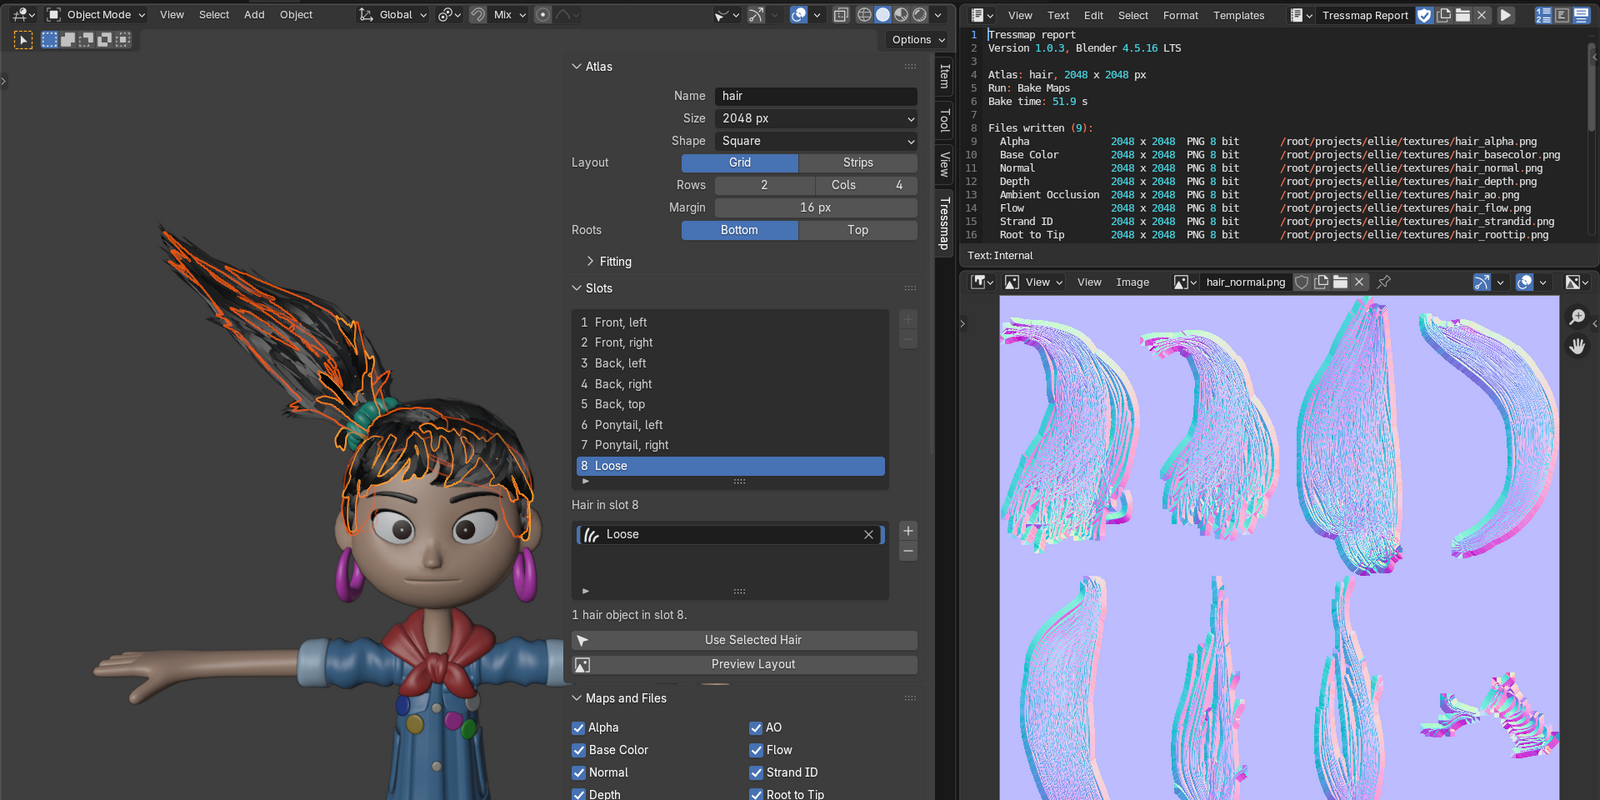 Object Mode View Select Add Object Global Mix
Options
Atlas
Name hair
Size 2048 px
Shape Square
Layout Grid Strips
Rows 2 Cols 4
Margin 16 px
Roots Bottom Top
Fitting
Slots
1 Front, left
2 Front, right
3 Back, left
4 Back, right
5 Back, top
6 Ponytail, left
7 Ponytail, right
8 Loose
Hair in slot 8
Loose
1 hair object in slot 8.
Use Selected Hair
Preview Layout
Maps and Files
Alpha AO
Base Color Flow
Normal Strand ID
Depth Root to Tip
Item
Tool
View
Tressmap
View Text Edit Select Format Templates Tressmap Report
1 Tressmap report
2 Version 1.0.3, Blender 4.5.16 LTS
3
4 Atlas: hair, 2048 x 2048 px
5 Run: Bake Maps
6 Bake time: 51.9 s
7
8 Files written (9):
9 Alpha 2048 x 2048 PNG 8 bit /root/projects/ellie/textures/hair_alpha.png
10 Base Color 2048 x 2048 PNG 8 bit /root/projects/ellie/textures/hair_basecolor.png
11 Normal 2048 x 2048 PNG 8 bit /root/projects/ellie/textures/hair_normal.png
12 Depth 2048 x 2048 PNG 8 bit /root/projects/ellie/textures/hair_depth.png
13 Ambient Occlusion 2048 x 2048 PNG 8 bit /root/projects/ellie/textures/hair_ao.png
14 Flow 2048 x 2048 PNG 8 bit /root/projects/ellie/textures/hair_flow.png
15 Strand ID 2048 x 2048 PNG 8 bit /root/projects/ellie/textures/hair_strandid.png
16 Root to Tip 2048 x 2048 PNG 8 bit /root/projects/ellie/textures/hair_roottip.png
Text: Internal
View View Image hair_normal.png